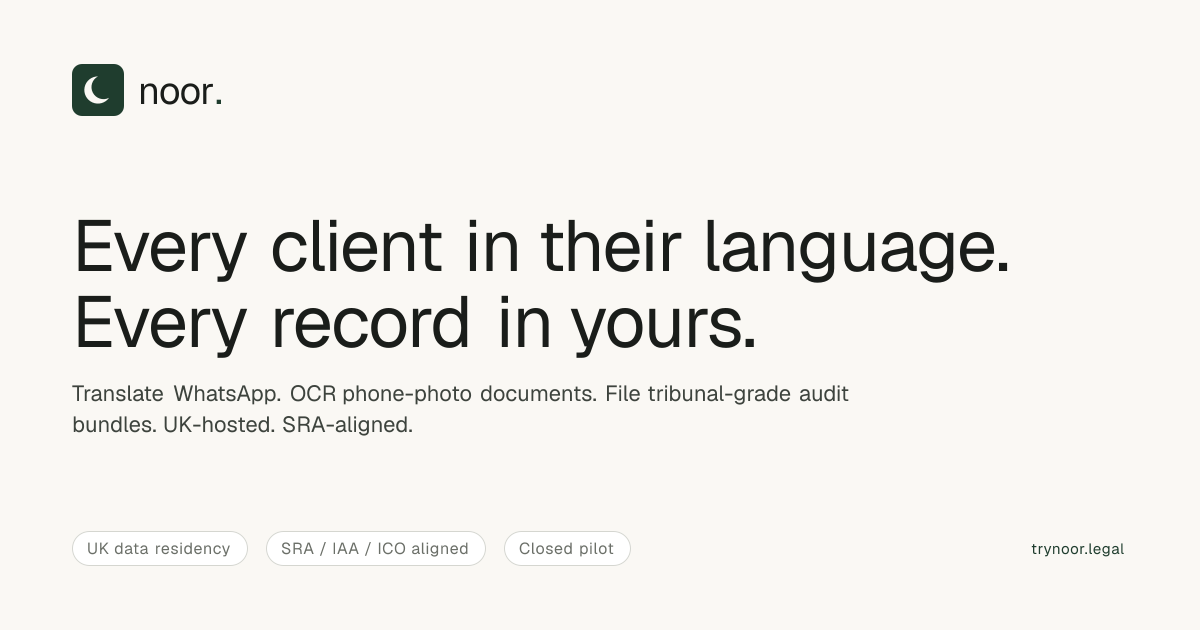 noor.
Every client in their language.
Every record in yours.
Translate WhatsApp. OCR phone-photo documents. File tribunal-grade audit
bundles. UK-hosted. SRA-aligned.
UK data residency
SRA / IAA / ICO aligned
Closed pilot
trynoor.legal